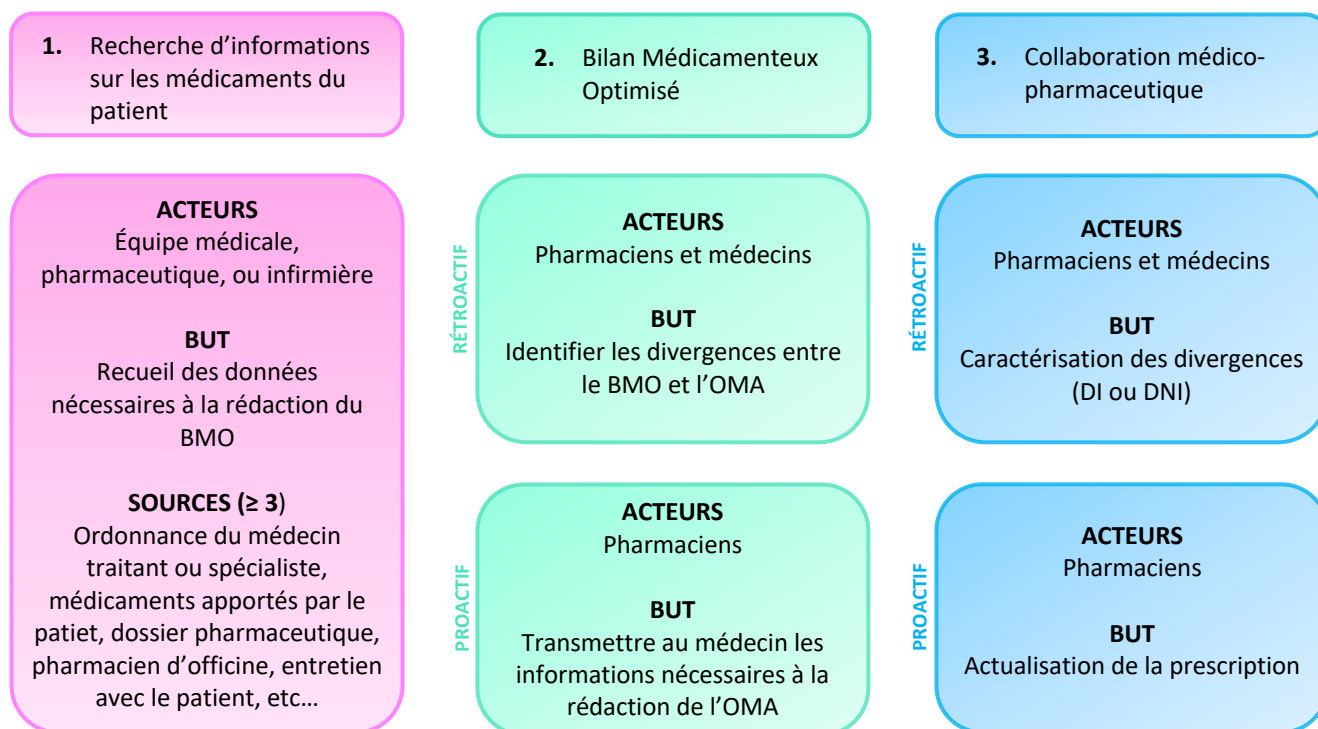 1. Recherche d'informations
sur les médicaments du
patient
2. Bilan Médicamenteux
Optimisé
3. Collaboration médico-
pharmaceutique
ACTEURS
Équipe médicale,
pharmaceutique, ou infirmière
BUT
Recueil des données
nécessaires à la rédaction du
BMO
SOURCES (≥ 3)
Ordonnance du médecin
traitant ou spécialiste,
médicaments apportés par le
patiet, dossier pharmaceutique,
pharmacien d'officine, entretien
avec le patient, etc…
RÉTROACTIF
ACTEURS
Pharmaciens et médecins
BUT
Identifier les divergences entre
le BMO et l'OMA
PROACTIF
ACTEURS
Pharmaciens
BUT
Transmettre au médecin les
informations nécessaires à la
rédaction de l'OMA
RÉTROACTIF
ACTEURS
Pharmaciens et médecins
BUT
Caractérisation des divergences
(DI ou DNI)
PROACTIF
ACTEURS
Pharmaciens
BUT
Actualisation de la prescription